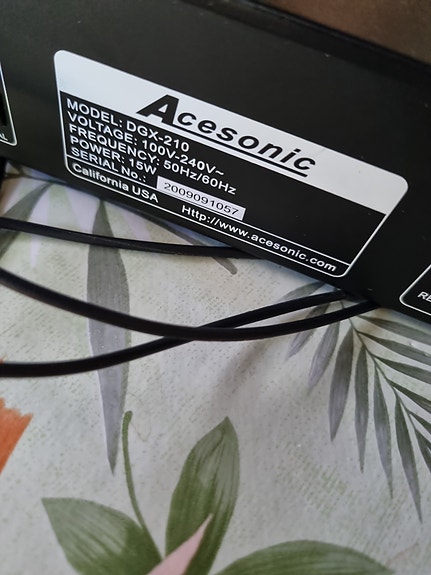 Acesonic
MODEL: DGX-210
VOLTAGE: 100V-240V~
FREQUENCY: 50Hz/60Hz
POWER: 15W
SERIAL No.: 2009091057
California USA Http://www.acesonic.com